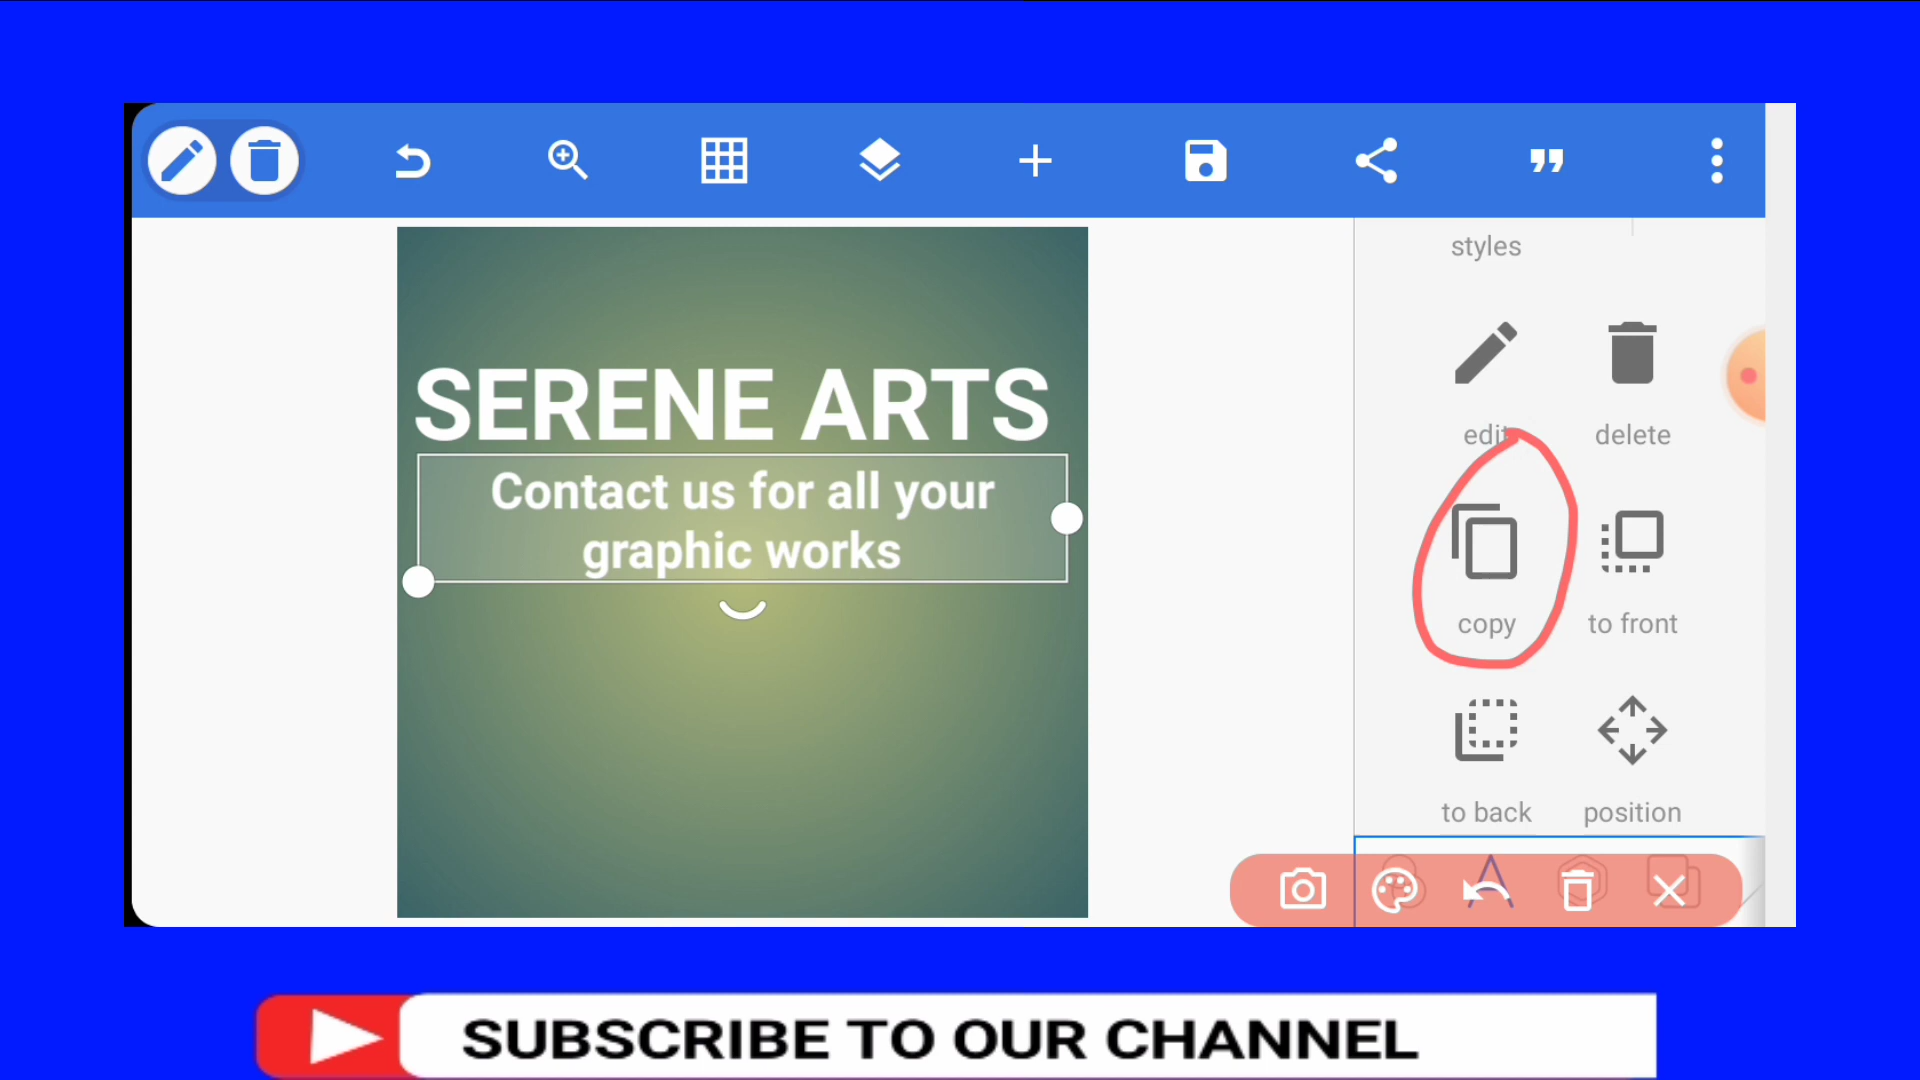 styles
edit
delete
SERENE ARTS
Contact us for all your
graphic works
copy
to front
to back
position
SUBSCRIBE TO OUR CHANNEL